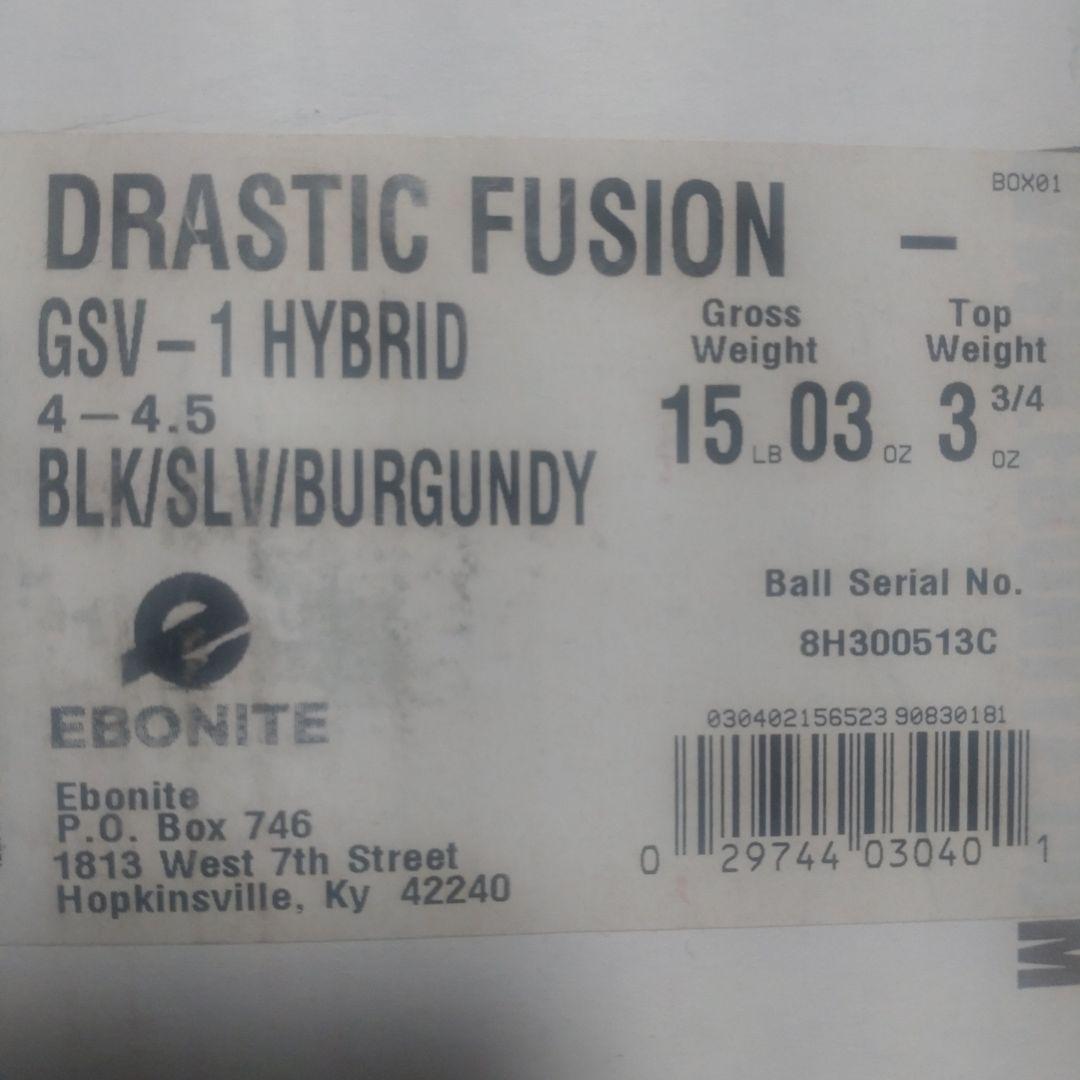 BOX01
DRASTIC FUSION –
GSV-1 HYBRID
4-4.5
BLK/SLV/BURGUNDY
Gross Weight
15 LB 03 OZ
Top Weight
3 3/4 OZ
Ball Serial No.
8H300513C
e
EBONITE
Ebonite
P.O. Box 746
1813 West 7th Street
Hopkinsville, Ky 42240
030402156523 90830181
0 29744 03040 1
M